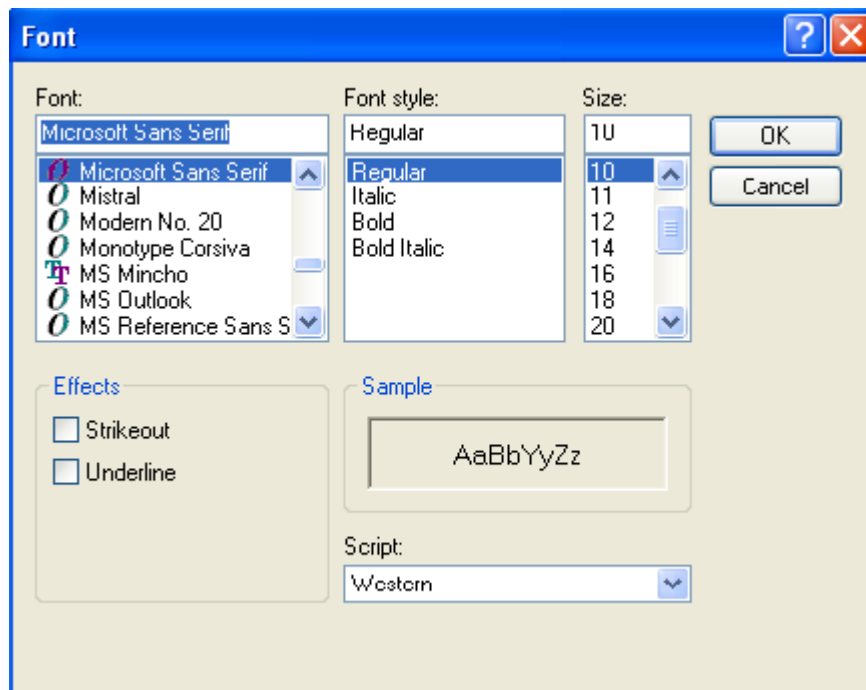 Font
Font:
Font style:
Size:
Microsoft Sans Serif
Regular
10
OK
Microsoft Sans Serif
Mistral
Modern No. 20
Monotype Corsiva
MS Mincho
MS Outlook
MS Reference Sans S
Regular
Italic
Bold
Bold Italic
10
11
12
14
16
18
20
Cancel
Effects
Strikeout
Underline
Sample
AaBbYyZz
Script:
Western